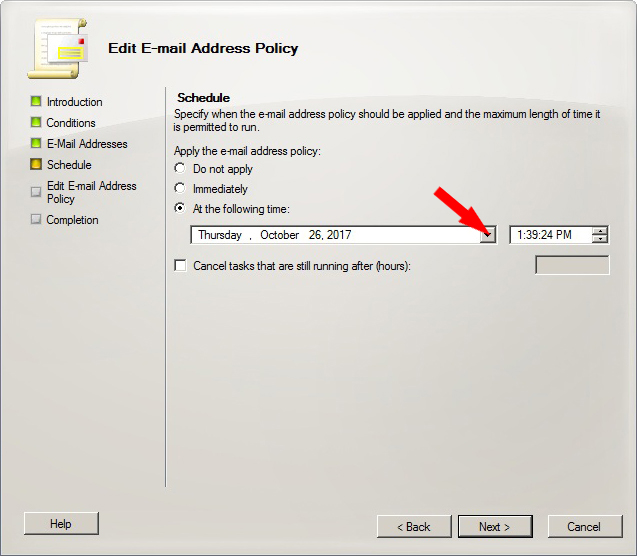 Edit E-mail Address Policy
Introduction
Conditions
E-Mail Addresses
Schedule
Edit E-mail Address
Policy
Completion
Schedule
Specify when the e-mail address policy should be applied and the maximum length of time it
is permitted to run.
Apply the e-mail address policy:
Do not apply
Immediately
At the following time:
Thursday , October 26, 2017
1:39:24 PM
Cancel tasks that are still running after (hours):
Help
< Back
Next >
Cancel